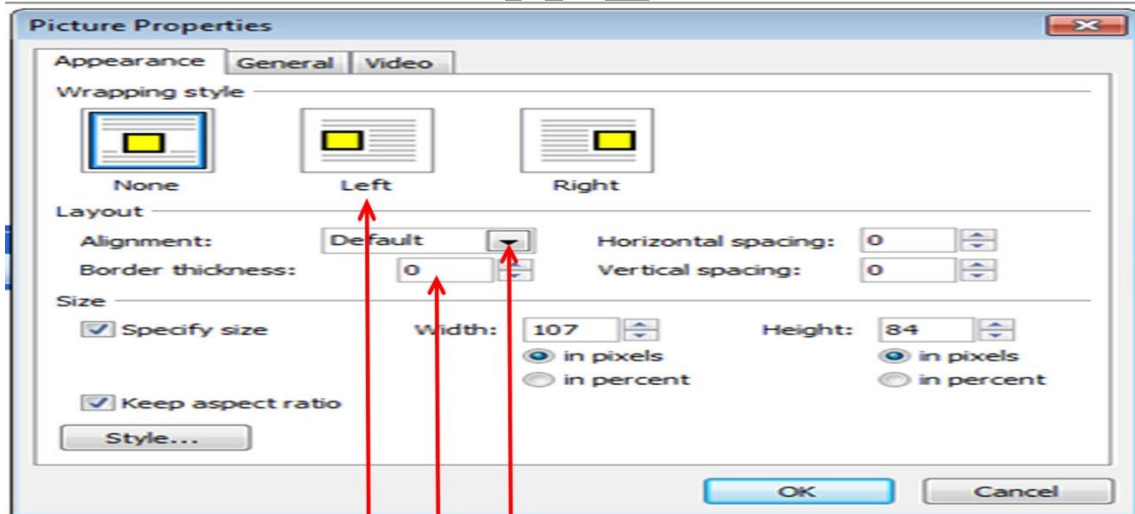 Picture Properties
Appearance General Video
Wrapping style
None Left Right
Layout
Alignment: Default Horizontal spacing: 0
Border thickness: 0 Vertical spacing: 0
Size
Specify size Width: 107 Height: 84
in pixels in pixels
in percent in percent
Keep aspect ratio
Style...
OK Cancel